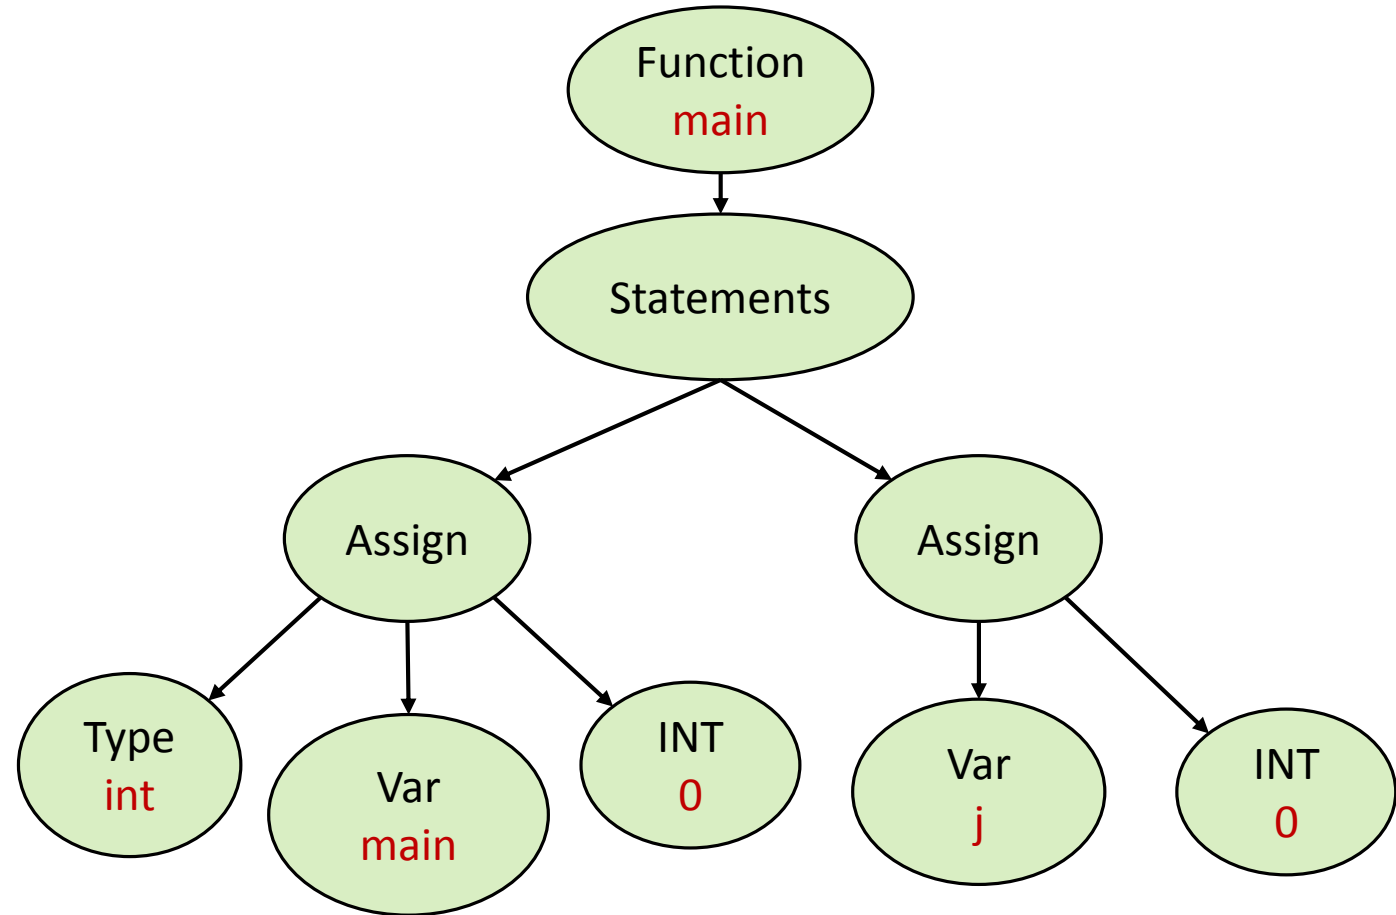 Function
main
Statements
Assign
Assign
Type
int
Var
main
INT
0
Var
j
INT
0